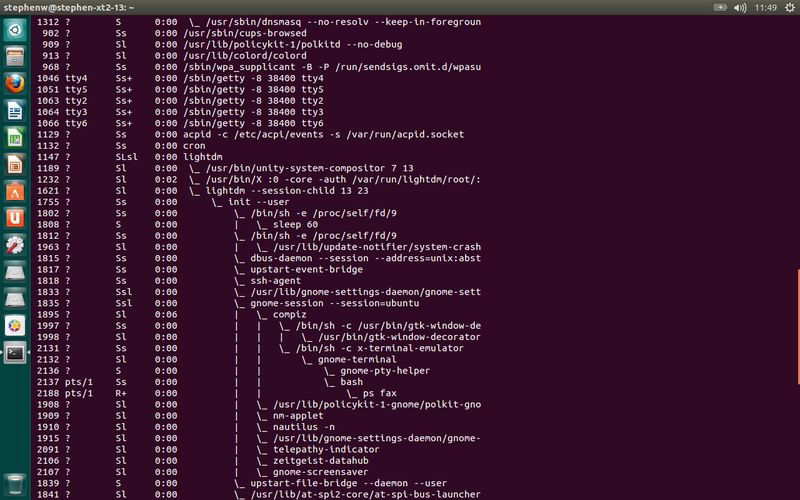 stephenw@stephen-xt2-13: ~ 11:49
1312 ? S 0:00 \_ /usr/sbin/dnsmasq --no-resolv --keep-in-foregroun
902 ? Ss 0:00 /usr/sbin/cups-browsed
909 ? Sl 0:00 /usr/lib/policykit-1/polkitd --no-debug
913 ? Sl 0:00 /usr/lib/colord/colord
968 ? Ss 0:00 /sbin/wpa_supplicant -B -P /run/sendsigs.omit.d/wpasu
1046 tty4 Ss+ 0:00 /sbin/getty -8 38400 tty4
1051 tty5 Ss+ 0:00 /sbin/getty -8 38400 tty5
1063 tty2 Ss+ 0:00 /sbin/getty -8 38400 tty2
1064 tty3 Ss+ 0:00 /sbin/getty -8 38400 tty3
1066 tty6 Ss+ 0:00 /sbin/getty -8 38400 tty6
1129 ? Ss 0:00 acpid -c /etc/acpi/events -s /var/run/acpid.socket
1132 ? Ss 0:00 cron
1147 ? SLsl 0:00 lightdm
1189 ? Sl 0:00 \_ /usr/bin/unity-system-compositor 7 13
1232 ? Sl 0:02 \_ /usr/bin/X :0 -core -auth /var/run/lightdm/root/:
1621 ? Sl 0:00 \_ lightdm --session-child 13 23
1755 ? Ss 0:00 \_ init --user
1802 ? Ss 0:00 \_ /bin/sh -e /proc/self/fd/9
1808 ? S 0:00 | \_ sleep 60
1812 ? Ss 0:00 \_ /bin/sh -e /proc/self/fd/9
1963 ? Sl 0:00 | \_ /usr/lib/update-notifier/system-crash
1815 ? Ss 0:00 \_ dbus-daemon --session --address=unix:abst
1817 ? Ss 0:00 \_ upstart-event-bridge
1818 ? Ss 0:00 \_ ssh-agent
1833 ? Ssl 0:00 \_ /usr/lib/gnome-settings-daemon/gnome-sett
1835 ? Ssl 0:00 \_ gnome-session --session=ubuntu
1895 ? Sl 0:06 | \_ compiz
1997 ? Ss 0:00 | | \_ /bin/sh -c /usr/bin/gtk-window-de
1998 ? Sl 0:00 | | | \_ /usr/bin/gtk-window-decorator
2131 ? Ss 0:00 | | \_ /bin/sh -c x-terminal-emulator
2132 ? Sl 0:00 | | \_ gnome-terminal
2136 ? S 0:00 | | \_ gnome-pty-helper
2137 pts/1 Ss 0:00 | | \_ bash
2188 pts/1 R+ 0:00 | | \_ ps fax
1908 ? Sl 0:00 | \_ /usr/lib/policykit-1-gnome/polkit-gno
1909 ? Sl 0:00 | \_ nm-applet
1910 ? Sl 0:00 | \_ nautilus -n
1915 ? Sl 0:00 | \_ /usr/lib/gnome-settings-daemon/gnome-
2091 ? Sl 0:00 | \_ telepathy-indicator
2106 ? Sl 0:00 | \_ zeitgeist-datahub
2107 ? Sl 0:00 | \_ gnome-screensaver
1839 ? S 0:00 \_ upstart-file-bridge --daemon --user
1841 ? Sl 0:00 \_ /usr/lib/at-spi2-core/at-spi-bus-launcher